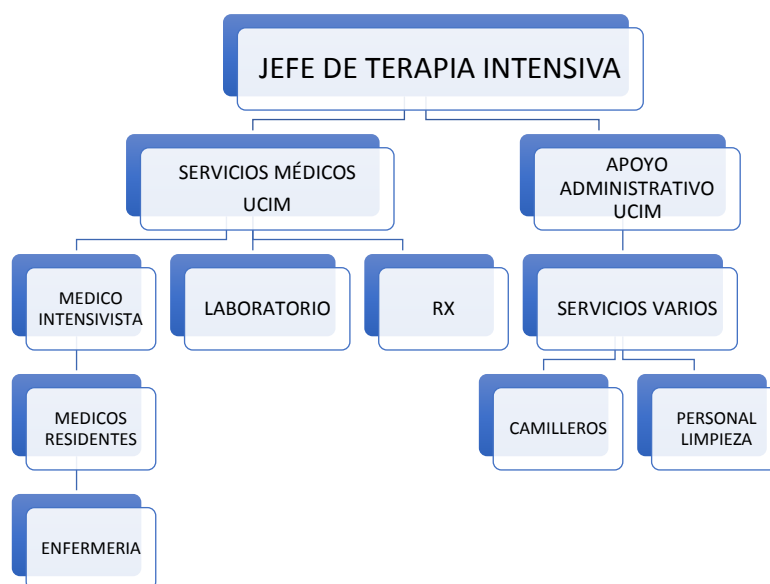 JEFE DE TERAPIA INTENSIVA
SERVICIOS MÉDICOS
UCIM
APOYO
ADMINISTRATIVO
UCIM
MEDICO
INTENSIVISTA
LABORATORIO
RX
SERVICIOS VARIOS
MEDICOS
RESIDENTES
CAMILLEROS
PERSONAL
LIMPIEZA
ENFERMERIA